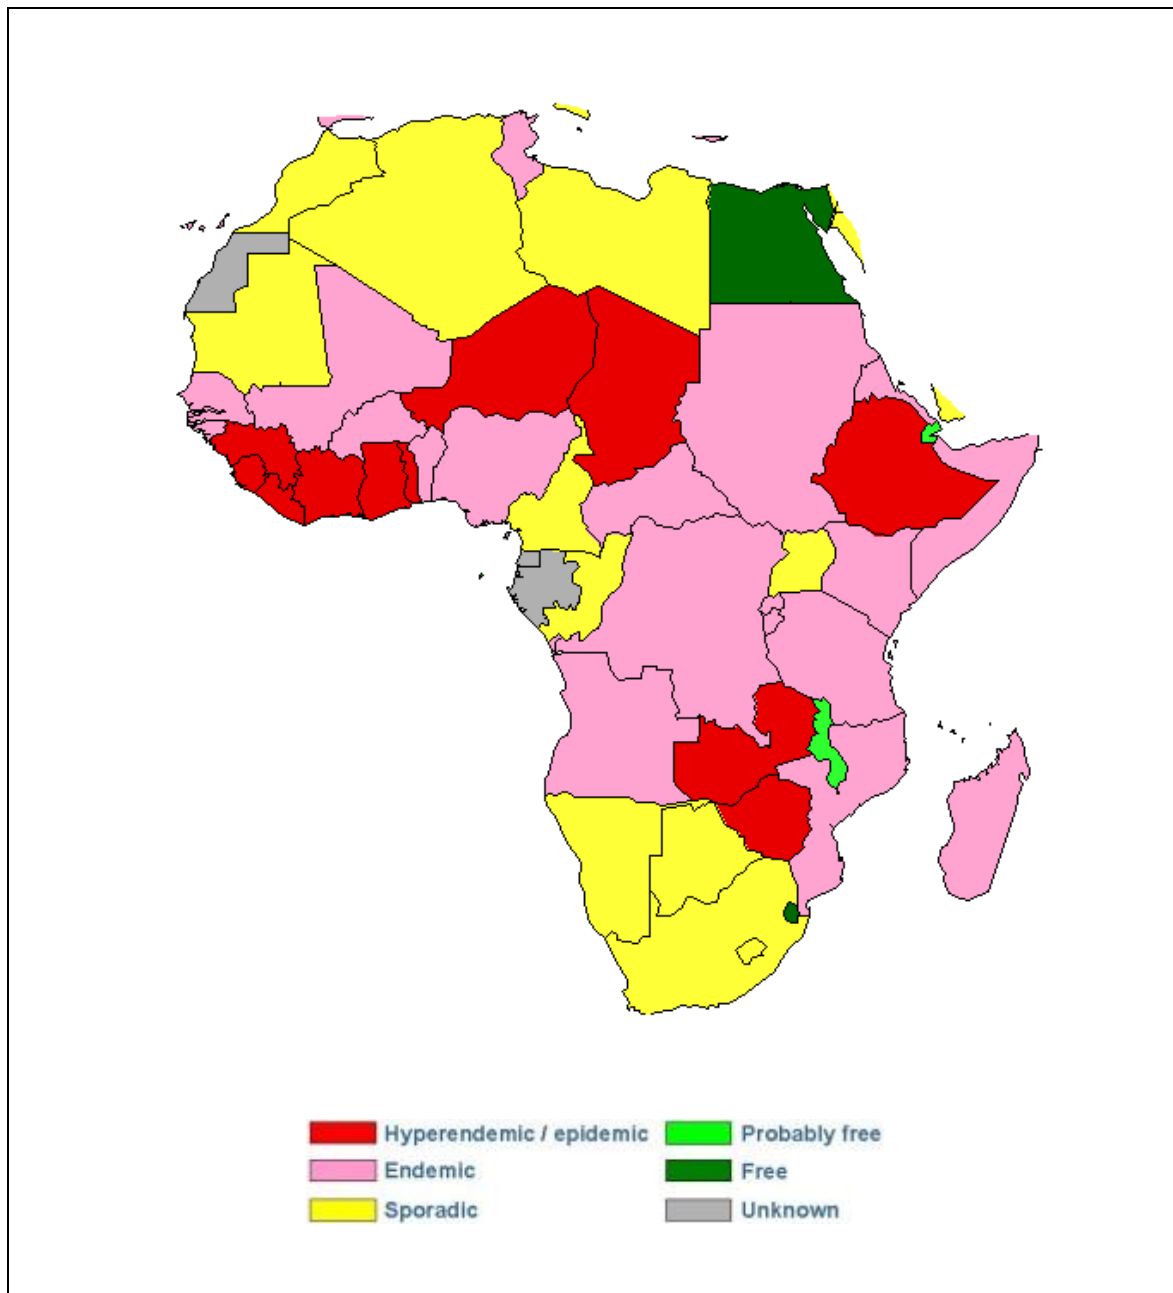 Hyperendemic / epidemic
Endemic
Sporadic
Probably free
Free
Unknown